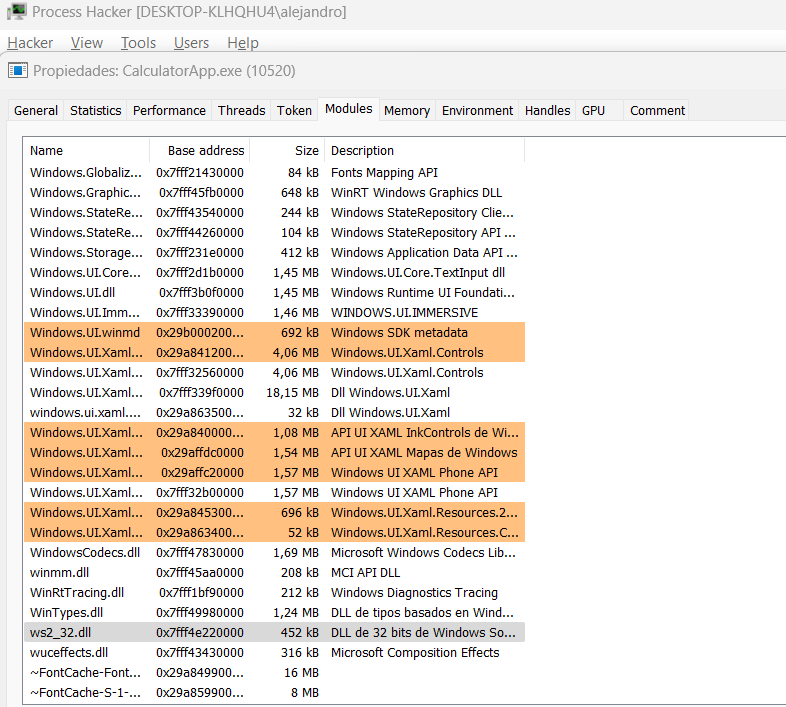 Process Hacker [DESKTOP-KLHQHU4\alejandro]
Hacker View Tools Users Help
Propiedades: CalculatorApp.exe (10520)
General Statistics Performance Threads Token Modules Memory Environment Handles GPU Comment
Name Base address Size Description
Windows.Globaliz... 0x7fff21430000 84 kB Fonts Mapping API
Windows.Graphic... 0x7fff45fb0000 648 kB WinRT Windows Graphics DLL
Windows.StateRe... 0x7fff43540000 244 kB Windows StateRepository Clie...
Windows.StateRe... 0x7fff44260000 104 kB Windows StateRepository API ...
Windows.Storage... 0x7fff231e0000 412 kB Windows Application Data API ...
Windows.UI.Core... 0x7fff2d1b0000 1,45 MB Windows.UI.Core.TextInput dll
Windows.UI.dll 0x7fff3b0f0000 1,45 MB Windows Runtime UI Foundati...
Windows.UI.Imm... 0x7fff33390000 1,46 MB WINDOWS.UI.IMMERSIVE
Windows.UI.winmd 0x29b000200... 692 kB Windows SDK metadata
Windows.UI.Xaml... 0x29a841200... 4,06 MB Windows.UI.Xaml.Controls
Windows.UI.Xaml... 0x7fff32560000 4,06 MB Windows.UI.Xaml.Controls
Windows.UI.Xaml... 0x7fff339f0000 18,15 MB Dll Windows.UI.Xaml
windows.ui.xaml.... 0x29a863500... 32 kB Dll Windows.UI.Xaml
Windows.UI.Xaml... 0x29a840000... 1,08 MB API UI XAML InkControls de Wi...
Windows.UI.Xaml... 0x29affdc0000 1,54 MB API UI XAML Mapas de Windows
Windows.UI.Xaml... 0x29affc20000 1,57 MB Windows UI XAML Phone API
Windows.UI.Xaml... 0x7fff32b00000 1,57 MB Windows UI XAML Phone API
Windows.UI.Xaml... 0x29a845300... 696 kB Windows.UI.Xaml.Resources.2...
Windows.UI.Xaml... 0x29a863400... 52 kB Windows.UI.Xaml.Resources.C...
WindowsCodecs.dll 0x7fff47830000 1,69 MB Microsoft Windows Codecs Lib...
winmm.dll 0x7fff45aa0000 208 kB MCI API DLL
WinRtTracing.dll 0x7fff1bf90000 212 kB Windows Diagnostics Tracing
WinTypes.dll 0x7fff49980000 1,24 MB DLL de tipos basados en Wind...
ws2_32.dll 0x7fff4e220000 452 kB DLL de 32 bits de Windows So...
wuceffects.dll 0x7fff43430000 316 kB Microsoft Composition Effects
~FontCache-Font... 0x29a849900... 16 MB
~FontCache-S-1-... 0x29a859900... 8 MB